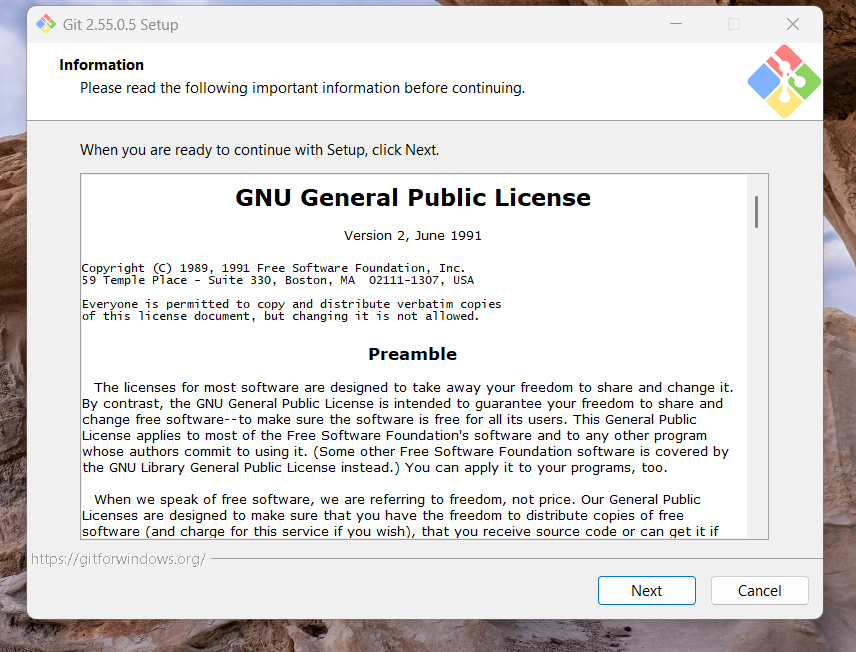 Git 2.55.0.5 Setup
Information
Please read the following important information before continuing.
When you are ready to continue with Setup, click Next.
GNU General Public License
Version 2, June 1991
Copyright (C) 1989, 1991 Free Software Foundation, Inc.
59 Temple Place - Suite 330, Boston, MA  02111-1307, USA
Everyone is permitted to copy and distribute verbatim copies
of this license document, but changing it is not allowed.
Preamble
The licenses for most software are designed to take away your freedom to share and change it.
By contrast, the GNU General Public License is intended to guarantee your freedom to share and
change free software--to make sure the software is free for all its users. This General Public
License applies to most of the Free Software Foundation's software and to any other program
whose authors commit to using it. (Some other Free Software Foundation software is covered by
the GNU Library General Public License instead.) You can apply it to your programs, too.
When we speak of free software, we are referring to freedom, not price. Our General Public
Licenses are designed to make sure that you have the freedom to distribute copies of free
software (and charge for this service if you wish), that you receive source code or can get it if
https://gitforwindows.org/
Next
Cancel